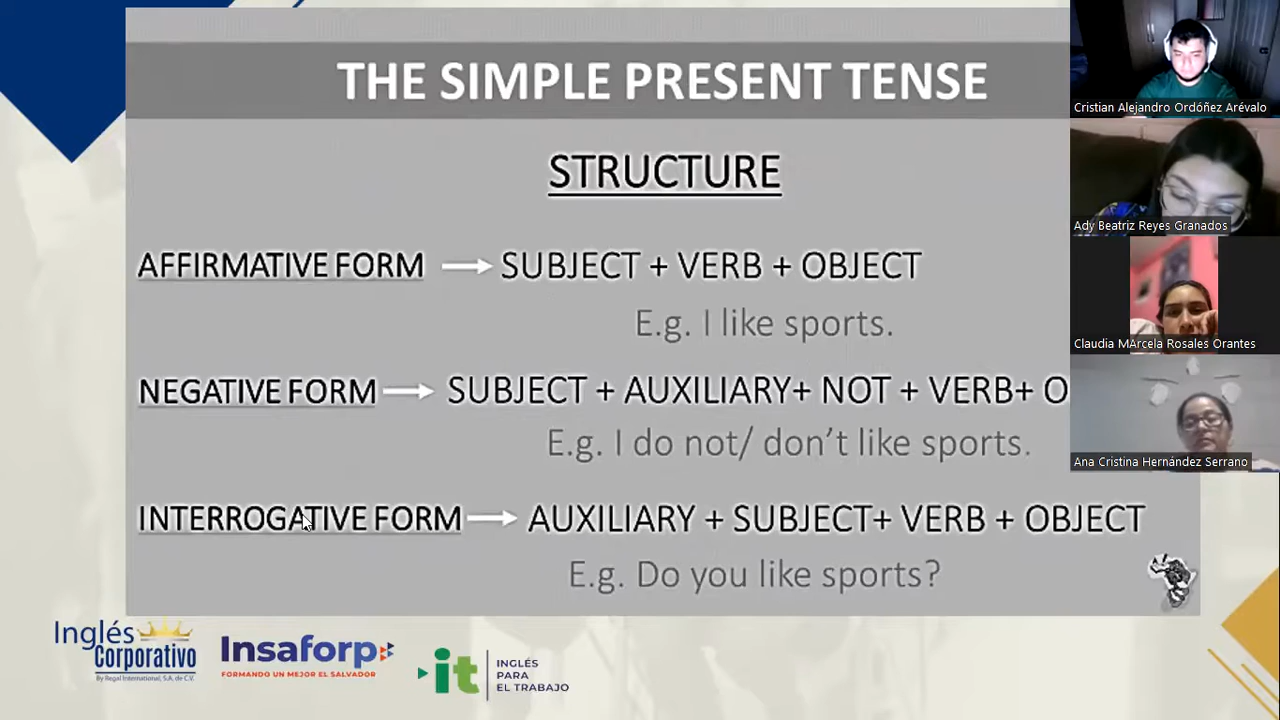 THE SIMPLE PRESENT TENSE
STRUCTURE
AFFIRMATIVE FORM SUBJECT + VERB + OBJECT
E.g. I like sports.
NEGATIVE FORM SUBJECT + AUXILIARY+ NOT + VERB+ O
E.g. I do not/ don't like sports.
INTERROGATIVE FORM AUXILIARY + SUBJECT+ VERB + OBJECT
E.g. Do you like sports?
Cristian Alejandro Ordóñez Arévalo
Ady Beatriz Reyes Granados
Claudia MArcela Rosales Orantes
Ana Cristina Hernández Serrano
Inglés
Corporativo
By Regal International, S.A. de C.V.
Insaforp
FORMANDO UN MEJOR EL SALVADOR
it
INGLÉS
PARA
EL TRABAJO